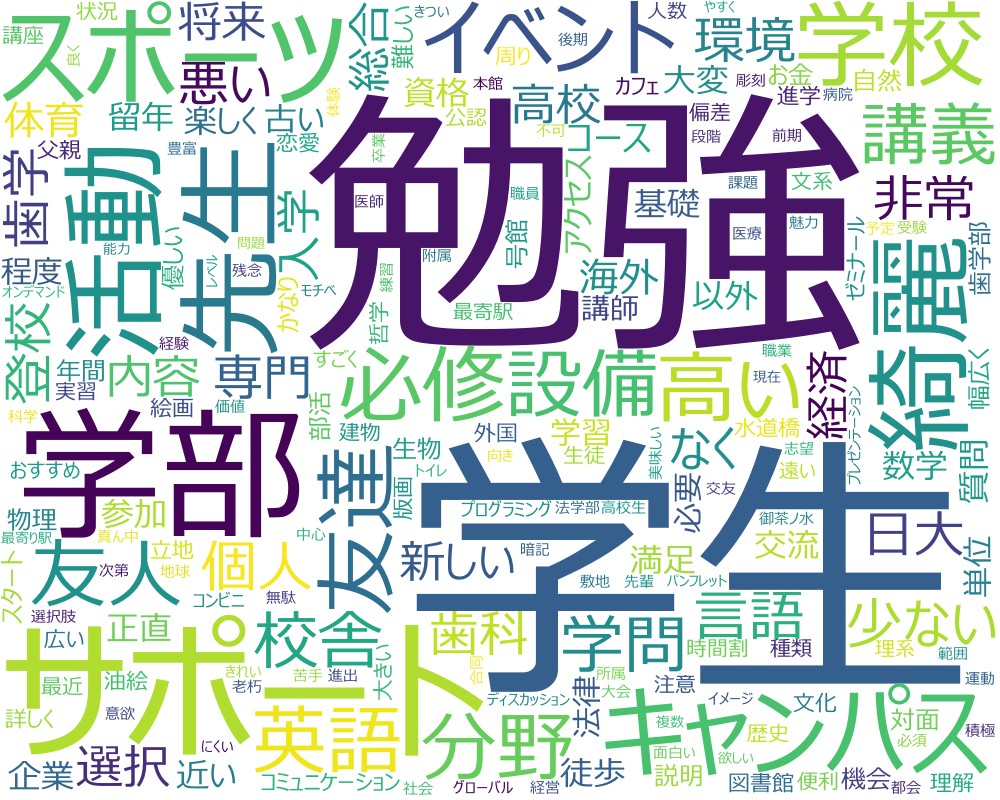 状況
きつい
人数
スポーツ
将来
総合
難しい
イベント
後期
やすく
環境
学校
講座
良く
悪い
周り
本館
カフェ
大変
彫刻
お金
自然
体育
留年
楽しく
古い
体験
資格
高校
偏差
進学
病院
父親
豊富
恋愛
卒業
公認
不可
コース
段階
前期
講義
歯学
活動
先生
能力
問題
医師
勉強
職員
課題
文系
非常
入学
アクセス
基礎
医療
魅力
予定
受験
程度
優しい
レベル
残念
附属
号館
海外
ゼミナール
歯学部
オンデマンド
かなり
モチベ
練習
以外
綺麗
登校
経験
哲学
最寄駅
講師
年間
内容
専門
すごく
必修
設備
高い
職業
経済
幅広く
実習
絵画
価値
部活
現在
科学
学部
建物
生物
外国
学習
生徒
美味しい
なく
水道橋
志望
プレゼンテーション
おすすめ
トイレ
向き
遠い
数学
質問
友達
版画
プログラミング
法学部
高校生
必要
交友
物理
参加
学生
御茶ノ水
日大
最寄り駅
真ん中
立地
中心
新しい
暗記
満足
交流
単位
スタート
友人
次第
地球
個人
コンビニ
無駄
敷地
先輩
パンフレット
選択肢
正直
校舎
歯科
学問
言語
少ない
広い
サポート
きれい
苦手
進出
大きい
合同
時間割
種類
理系
範囲
最近
油絵
老朽
ディスカッション
所属
大会
注意
イメージ
文化
運動
詳しく
意欲
英語
分野
法律
キャンパス
対面
必須
企業
選択
にくい
複数
歴史
積極
近い
コミュニケーション
社会
グローバル
経営
徒歩
面白い
説明
欲しい
図書館
便利
機会
都会
理解